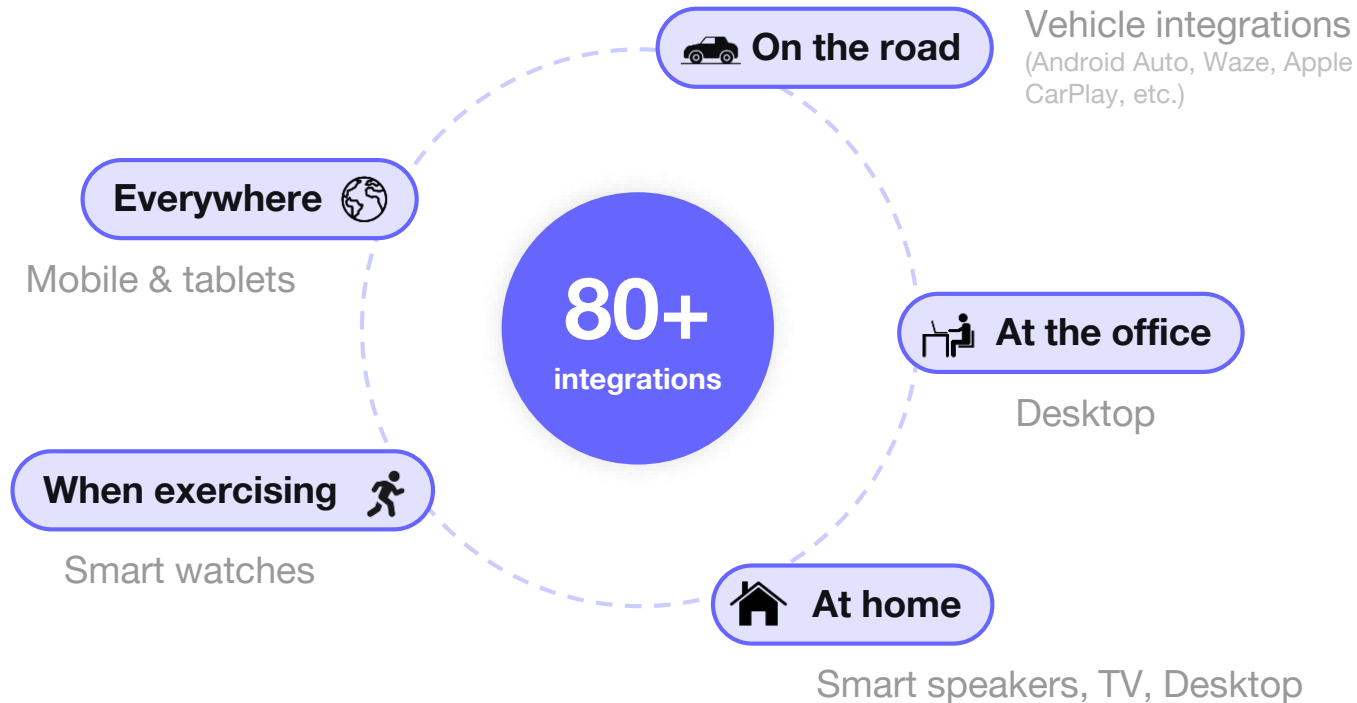 On the road
Vehicle integrations
(Android Auto, Waze, Apple
CarPlay, etc.)
Everywhere
Mobile & tablets
80+
integrations
At the office
Desktop
When exercising
Smart watches
At home
Smart speakers, TV, Desktop